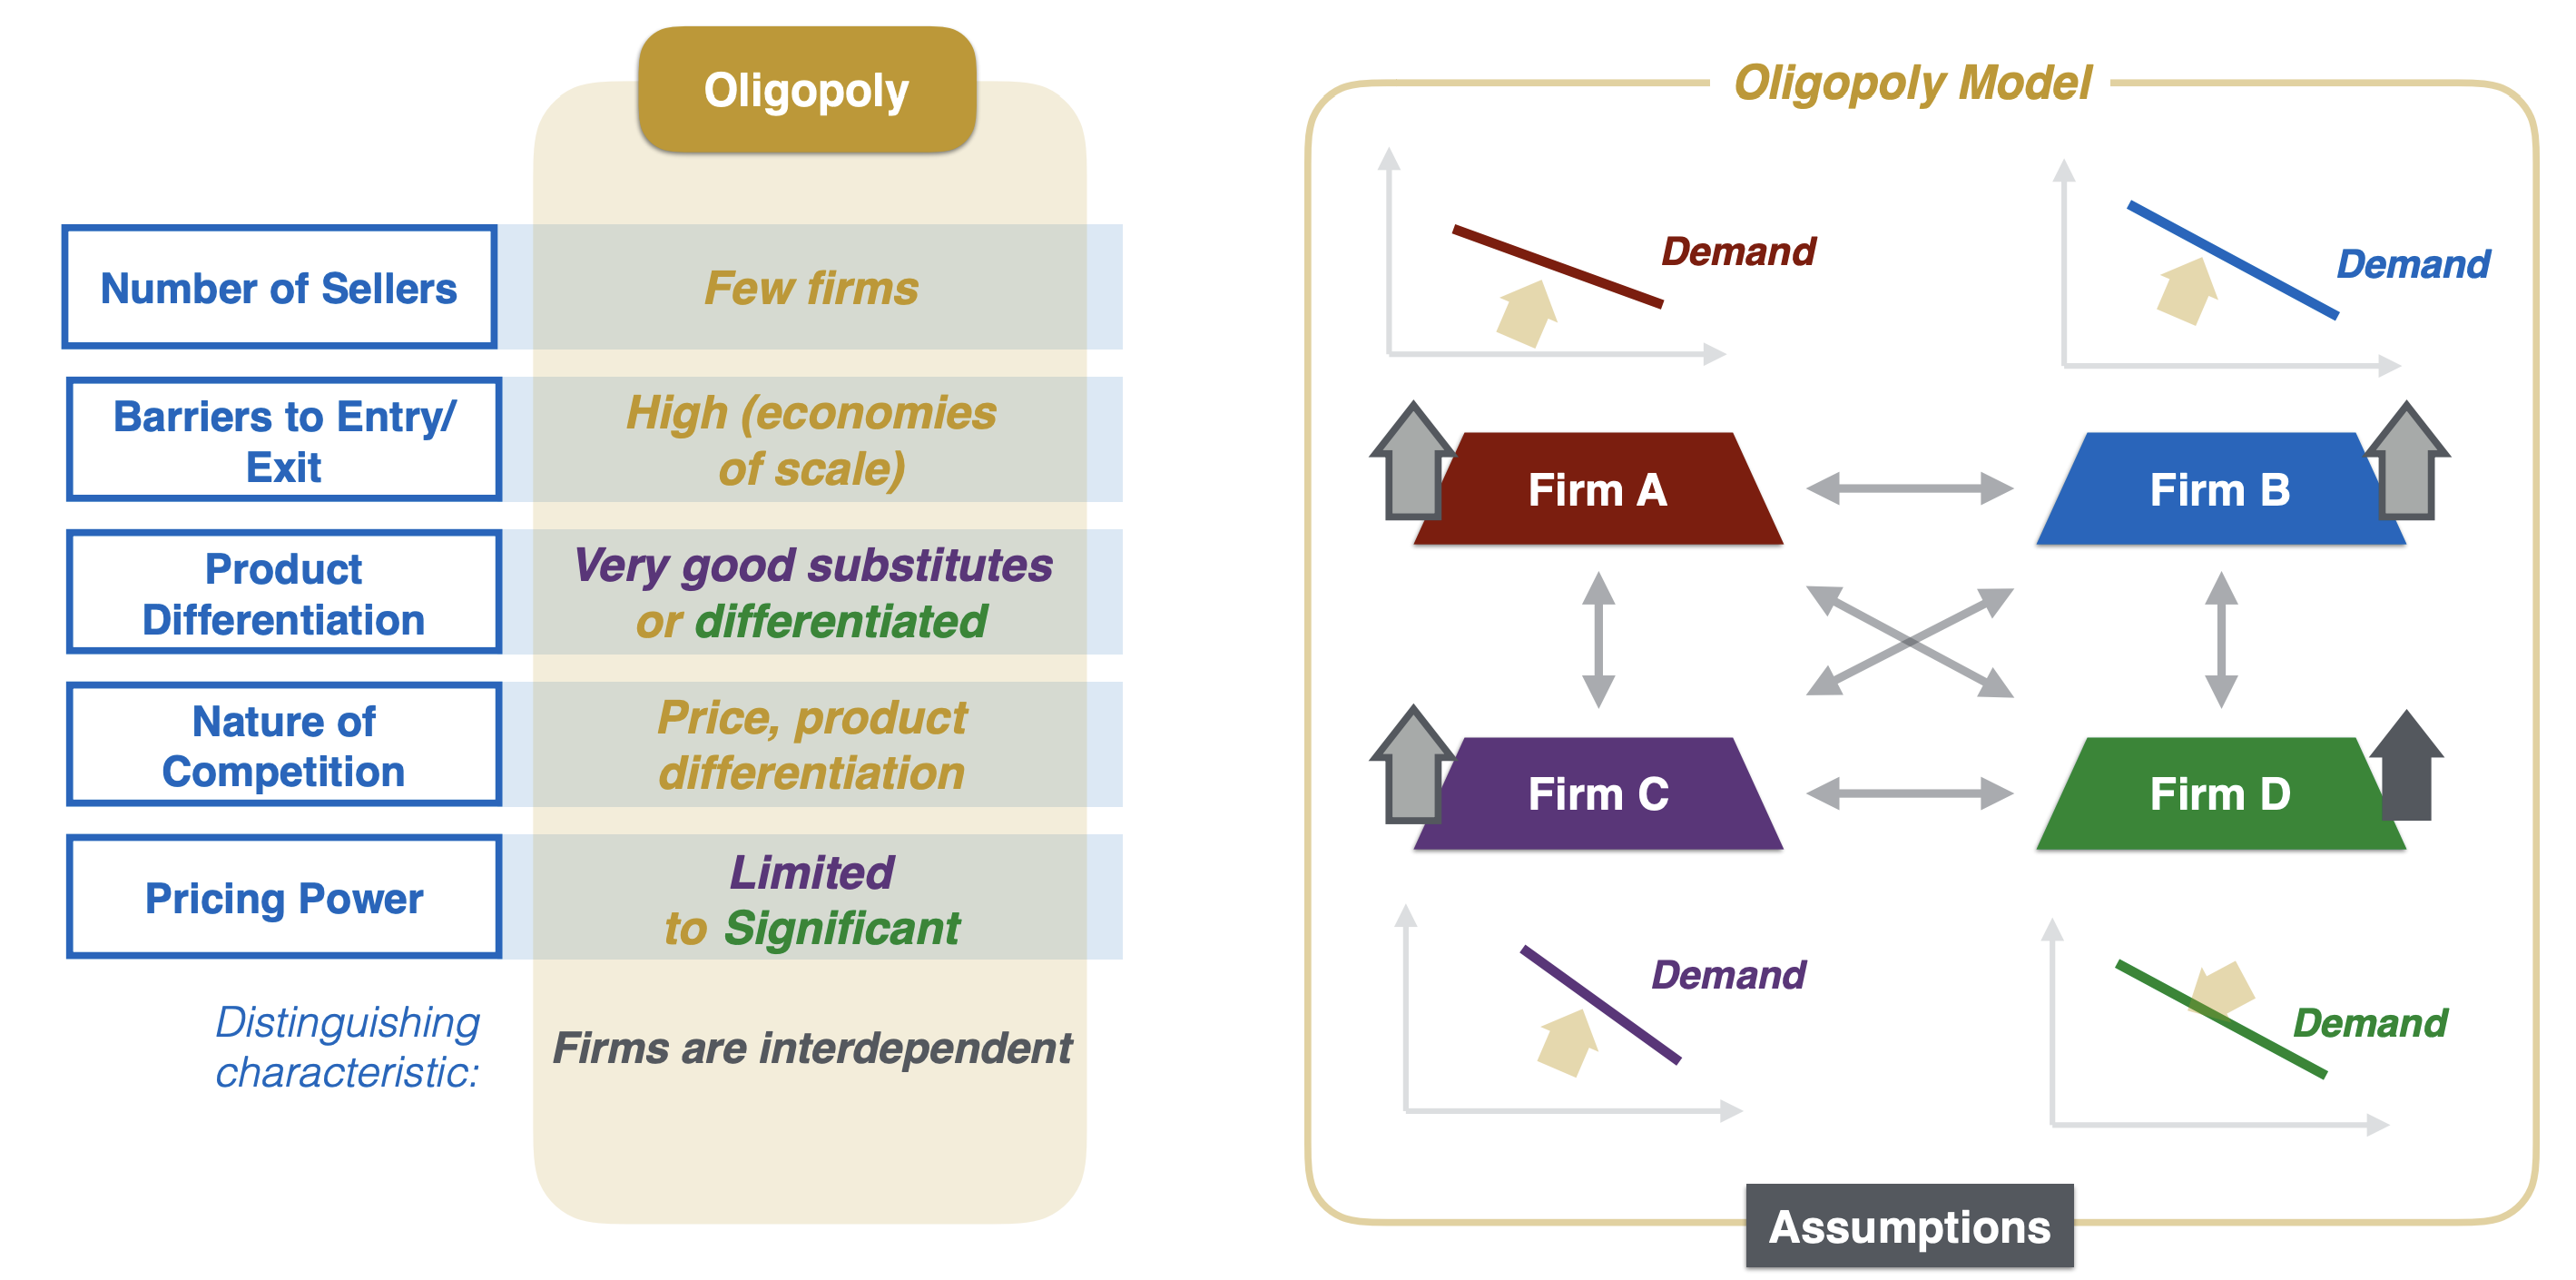 Oligopoly
Number of Sellers
Few firms
Barriers to Entry/
Exit
High (economies
of scale)
Product
Differentiation
Very good substitutes
or differentiated
Nature of
Competition
Price, product
differentiation
Pricing Power
Limited
to Significant
Distinguishing
characteristic:
Firms are interdependent
Oligopoly Model
Demand
Demand
Firm A
Firm B
Firm C
Firm D
Demand
Demand
Assumptions